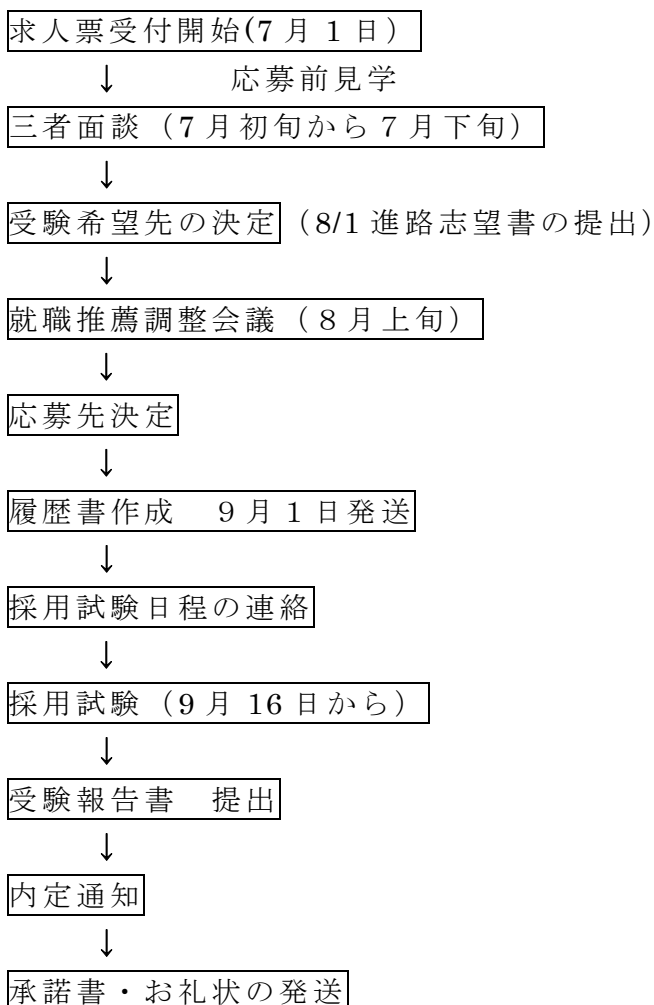 求人票受付開始(7月1日)
↓ 応募前見学
三者面談（7月初旬から７月下旬）
↓
受験希望先の決定（8/1進路志望書の提出）
↓
就職推薦調整会議（８月上旬）
↓
応募先決定
↓
履歴書作成　９月１日発送
↓
採用試験日程の連絡
↓
採用試験（9月16日から）
↓
受験報告書　提出
↓
内定通知
↓
承諾書・お礼状の発送